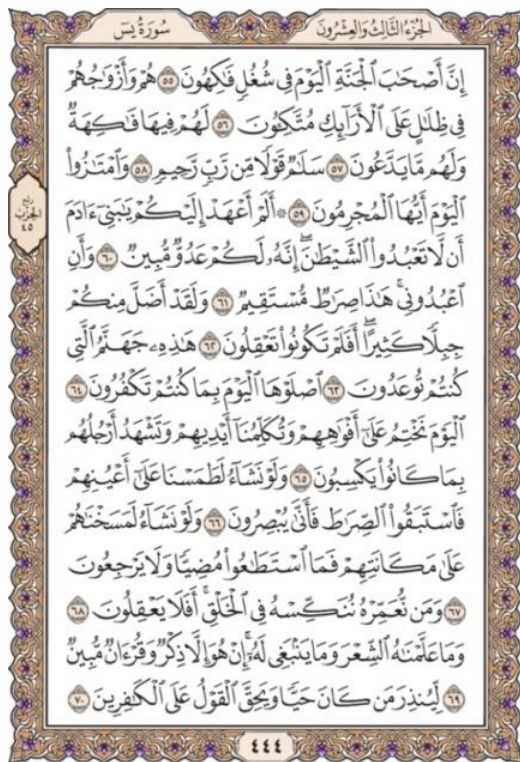 سُورَةُ يسٓ
الجُزْءُ الثَّالِثُ وَالعِشْرُونَ
إِنَّ أَصْحَٰبَ ٱلْجَنَّةِ ٱلْيَوْمَ فِى شُغُلٍ فَٰكِهُونَ ٥٥ هُمْ وَأَزْوَٰجُهُمْ
فِى ظِلَٰلٍ عَلَى ٱلْأَرَآئِكِ مُتَّكِـُٔونَ ٥٦ لَهُمْ فِيهَا فَٰكِهَةٌ
وَلَهُم مَّا يَدَّعُونَ ٥٧ سَلَٰمٌ قَوْلًا مِّن رَّبٍّ رَّحِيمٍ ٥٨ وَٱمْتَٰزُوا۟
ٱلْيَوْمَ أَيُّهَا ٱلْمُجْرِمُونَ ٥٩ ۞ أَلَمْ أَعْهَدْ إِلَيْكُمْ يَٰبَنِىٓ ءَادَمَ
أَن لَّا تَعْبُدُوا۟ ٱلشَّيْطَٰنَ ۖ إِنَّهُۥ لَكُمْ عَدُوٌّ مُّبِينٌ ٦٠ وَأَنِ
ٱعْبُدُونِى ۚ هَٰذَا صِرَٰطٌ مُّسْتَقِيمٌ ٦١ وَلَقَدْ أَضَلَّ مِنكُمْ
جِبِلًّا كَثِيرًا ۖ أَفَلَمْ تَكُونُوا۟ تَعْقِلُونَ ٦٢ هَٰذِهِۦ جَهَنَّمُ ٱلَّتِى
كُنتُمْ تُوعَدُونَ ٦٣ ٱصْلَوْهَا ٱلْيَوْمَ بِمَا كُنتُمْ تَكْفُرُونَ ٦٤
ٱلْيَوْمَ نَخْتِمُ عَلَىٰٓ أَفْوَٰهِهِمْ وَتُكَلِّمُنَآ أَيْدِيهِمْ وَتَشْهَدُ أَرْجُلُهُم
بِمَا كَانُوا۟ يَكْسِبُونَ ٦٥ وَلَوْ نَشَآءُ لَطَمَسْنَا عَلَىٰٓ أَعْيُنِهِمْ
فَٱسْتَبَقُوا۟ ٱلصِّرَٰطَ فَأَنَّىٰ يُبْصِرُونَ ٦٦ وَلَوْ نَشَآءُ لَمَسَخْنَٰهُمْ
عَلَىٰ مَكَانَتِهِمْ فَمَا ٱسْتَطَٰعُوا۟ مُضِيًّا وَلَا يَرْجِعُونَ
٦٧ وَمَن نُّعَمِّرْهُ نُنَكِّسْهُ فِى ٱلْخَلْقِ ۖ أَفَلَا يَعْقِلُونَ ٦٨
وَمَا عَلَّمْنَٰهُ ٱلشِّعْرَ وَمَا يَنۢبَغِى لَهُۥٓ ۚ إِنْ هُوَ إِلَّا ذِكْرٌ وَقُرْءَانٌ مُّبِينٌ
٦٩ لِّيُنذِرَ مَن كَانَ حَيًّا وَيَحِقَّ ٱلْقَوْلُ عَلَى ٱلْكَٰفِرِينَ ٧٠
ربع
الحزب
٤٥
٤٤٤